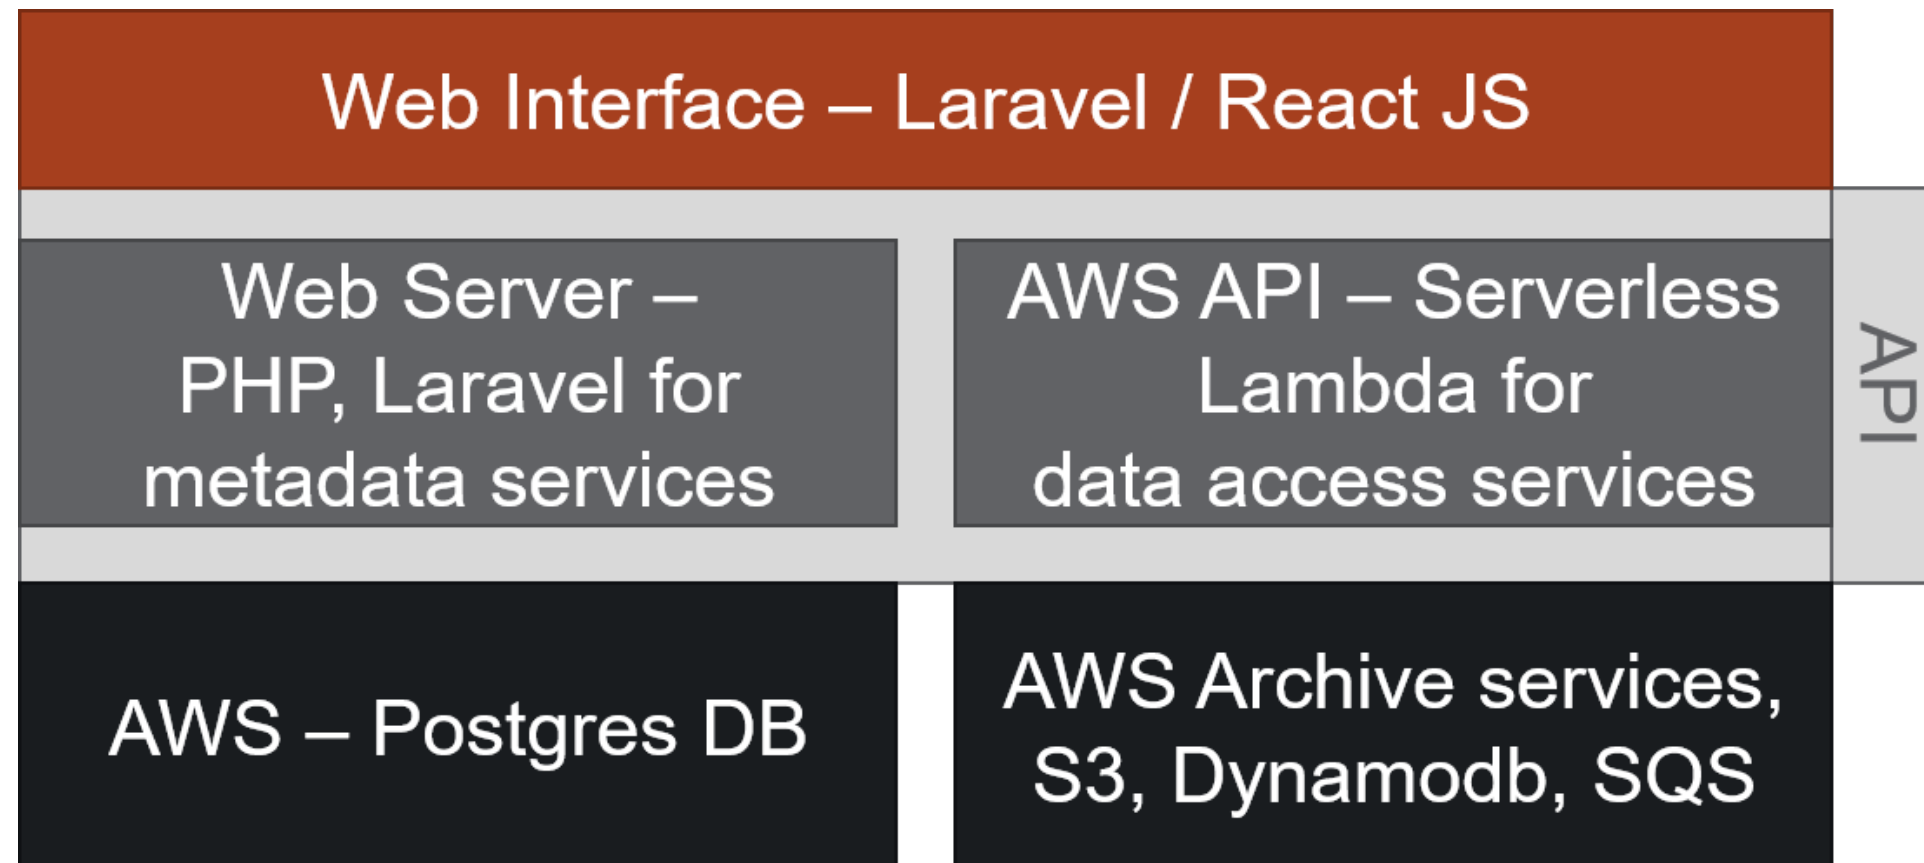 Web Interface – Laravel / React JS
Web Server –
PHP, Laravel for
metadata services
AWS API – Serverless
Lambda for
data access services
API
AWS – Postgres DB
AWS Archive services,
S3, Dynamodb, SQS